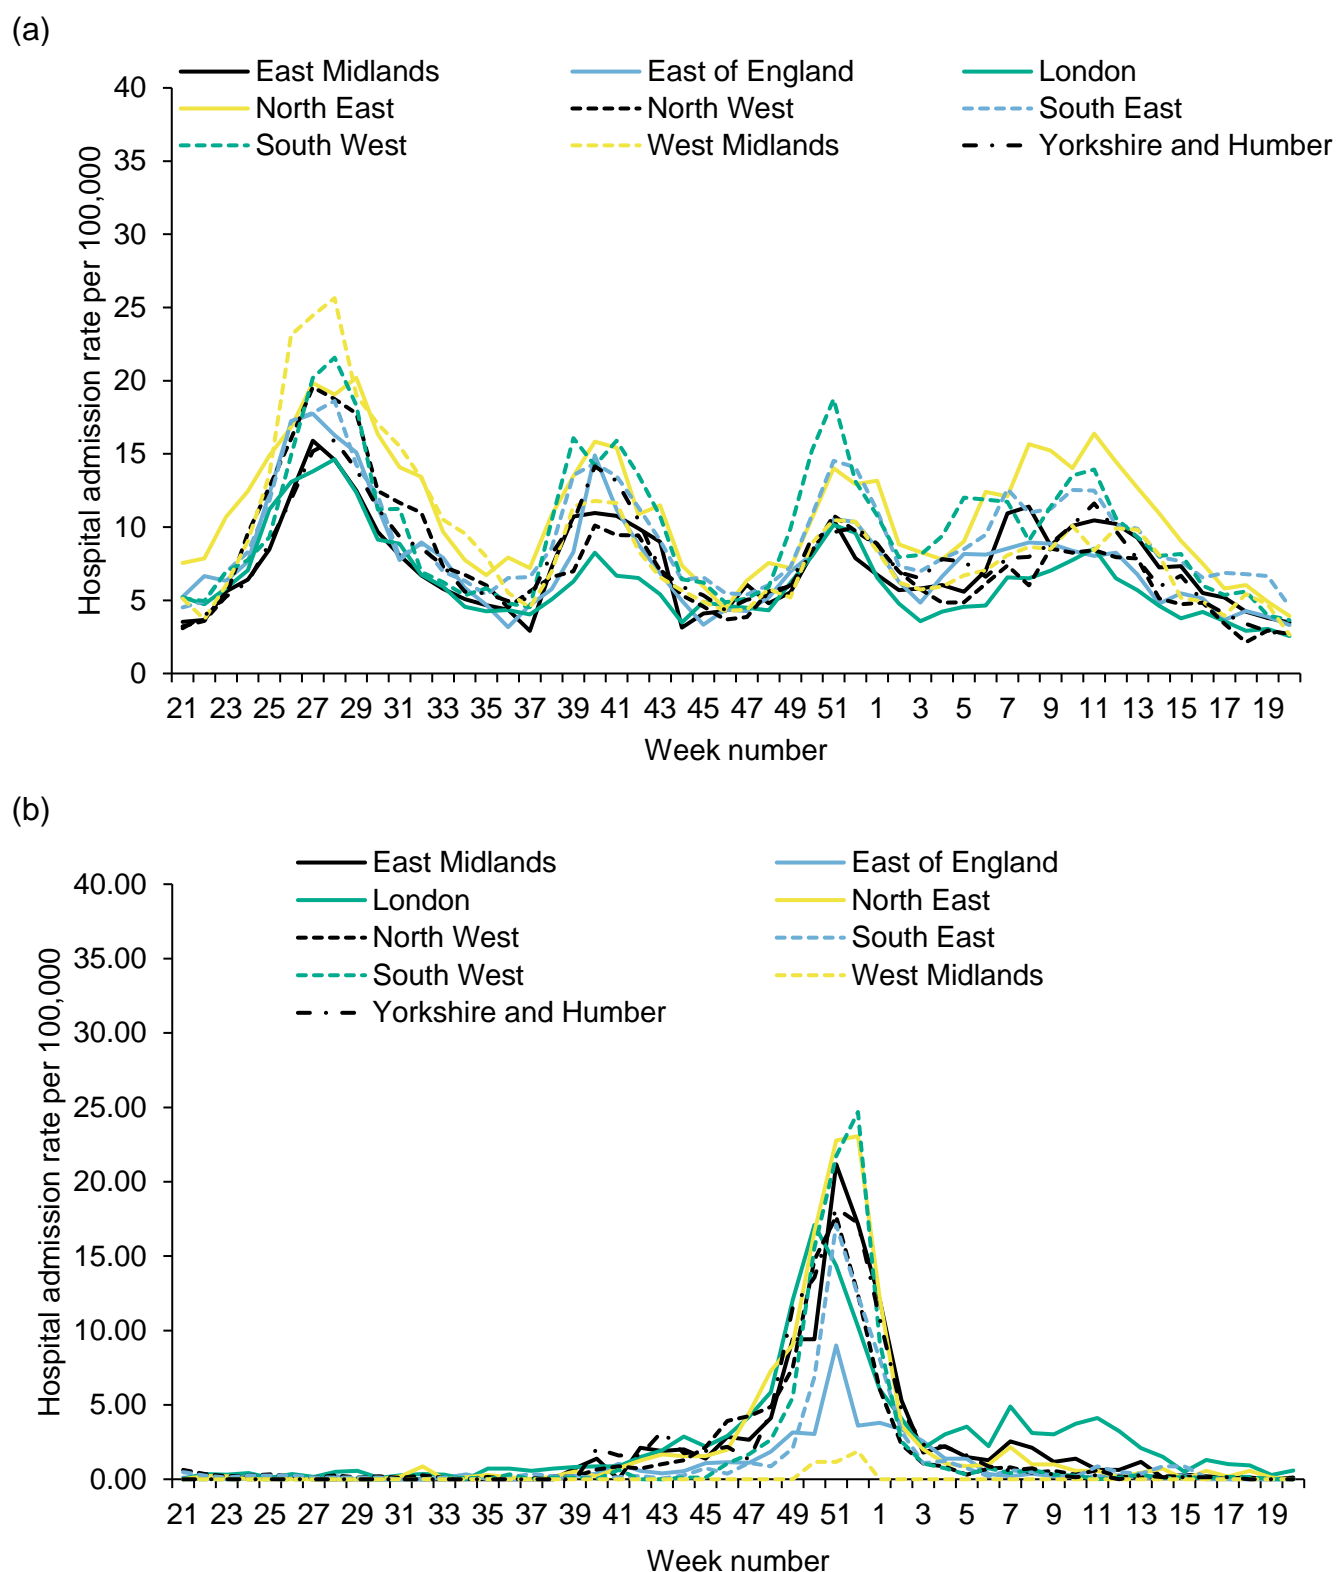 (a)
East Midlands East of England London
North East North West South East
South West West Midlands Yorkshire and Humber
40
35
30
25
20
15
10
5
0
Hospital admission rate per 100,000
21 23 25 27 29 31 33 35 37 39 41 43 45 47 49 51 1 3 5 7 9 11 13 15 17 19
Week number
(b)
East Midlands East of England
London North East
North West South East
South West West Midlands
Yorkshire and Humber
40.00
35.00
30.00
25.00
20.00
15.00
10.00
5.00
0.00
Hospital admission rate per 100,000
21 23 25 27 29 31 33 35 37 39 41 43 45 47 49 51 1 3 5 7 9 11 13 15 17 19
Week number